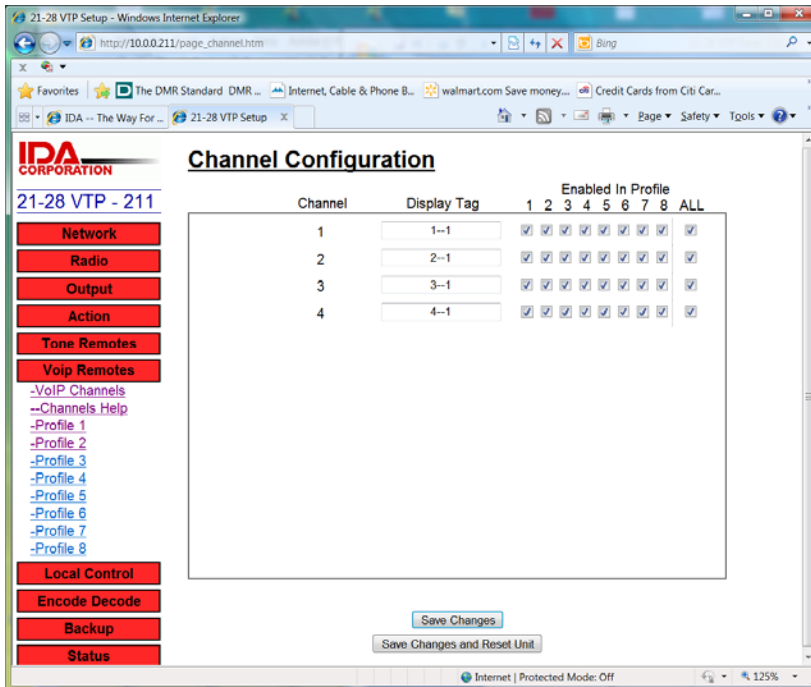 21-28 VTP Setup - Windows Internet Explorer
http://10.0.0.211/page_channel.htm
Bing
X
Favorites
The DMR Standard DMR ...
Internet, Cable & Phone B...
walmart.com Save money...
Credit Cards from Citi Car...
IDA -- The Way For ...
21-28 VTP Setup X
Page Safety Tools
IDA
CORPORATION
21-28 VTP - 211
Network
Radio
Output
Action
Tone Remotes
Voip Remotes
-VoIP Channels
--Channels Help
-Profile 1
-Profile 2
-Profile 3
-Profile 4
-Profile 5
-Profile 6
-Profile 7
-Profile 8
Local Control
Encode Decode
Backup
Status
Channel Configuration
Enabled In Profile
Channel Display Tag 1 2 3 4 5 6 7 8 ALL
1 1--1
2 2--1
3 3--1
4 4--1
Save Changes
Save Changes and Reset Unit
Internet | Protected Mode: Off
125%